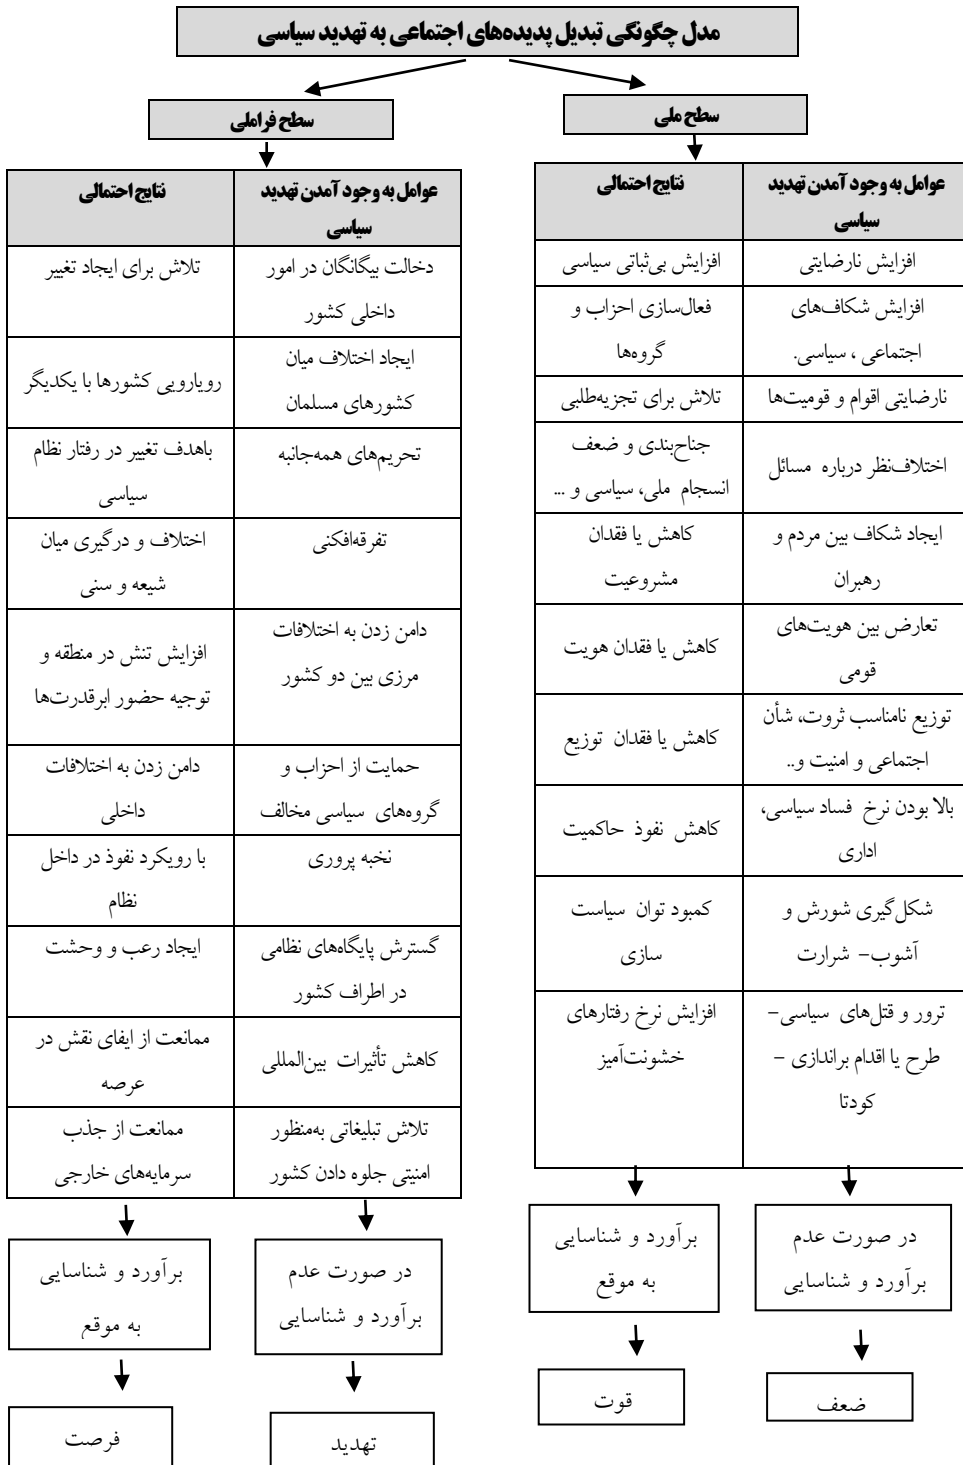 مدل چگونگی تبدیل پدیده‌های اجتماعی به تهدید سیاسی
سطح ملی
عوامل به وجود آمدن تهدید
سیاسی
نتایج احتمالی
افزایش نارضایتی
افزایش بی‌ثباتی سیاسی
افزایش شکاف‌های
اجتماعی ، سیاسی.
فعال‌سازی احزاب و
گروه‌ها
نارضایتی اقوام و قومیت‌ها
تلاش برای تجزیه‌طلبی
اختلاف‌نظر درباره مسائل
جناح‌بندی و ضعف
انسجام ملی، سیاسی و ...
ایجاد شکاف بین مردم و
رهبران
کاهش یا فقدان
مشروعیت
تعارض بین هویت‌های
قومی
کاهش یا فقدان هویت
توزیع نامناسب ثروت، شأن
اجتماعی و امنیت و..
کاهش یا فقدان توزیع
بالا بودن نرخ فساد سیاسی،
اداری
کاهش نفوذ حاکمیت
شکل‌گیری شورش و
آشوب- شرارت
کمبود توان سیاست
سازی
ترور و قتل‌های سیاسی-
طرح یا اقدام براندازی -
کودتا
افزایش نرخ رفتارهای
خشونت‌آمیز
در صورت عدم
برآورد و شناسایی
برآورد و شناسایی
به موقع
ضعف
قوت
سطح فراملی
عوامل به وجود آمدن تهدید
سیاسی
نتایج احتمالی
دخالت بیگانگان در امور
داخلی کشور
تلاش برای ایجاد تغییر
ایجاد اختلاف میان
کشورهای مسلمان
رویارویی کشورها با یکدیگر
تحریم‌های همه‌جانبه
باهدف تغییر در رفتار نظام
سیاسی
تفرقه‌افکنی
اختلاف و درگیری میان
شیعه و سنی
دامن زدن به اختلافات
مرزی بین دو کشور
افزایش تنش در منطقه و
توجیه حضور ابرقدرت‌ها
حمایت از احزاب و
گروه‌های سیاسی مخالف
دامن زدن به اختلافات
داخلی
نخبه پروری
با رویکرد نفوذ در داخل
نظام
گسترش پایگاه‌های نظامی
در اطراف کشور
ایجاد رعب و وحشت
کاهش تأثیرات بین‌المللی
ممانعت از ایفای نقش در
عرصه
تلاش تبلیغاتی به‌منظور
امنیتی جلوه دادن کشور
ممانعت از جذب
سرمایه‌های خارجی
در صورت عدم
برآورد و شناسایی
برآورد و شناسایی
به موقع
تهدید
فرصت